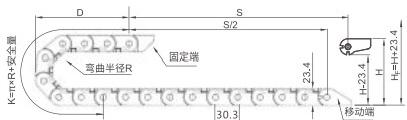 D
S
S/2
固定端
弯曲半径R
K=π×R+安全量
23.4
H-23.4
H
HF=H+23.4
30.3
移动端